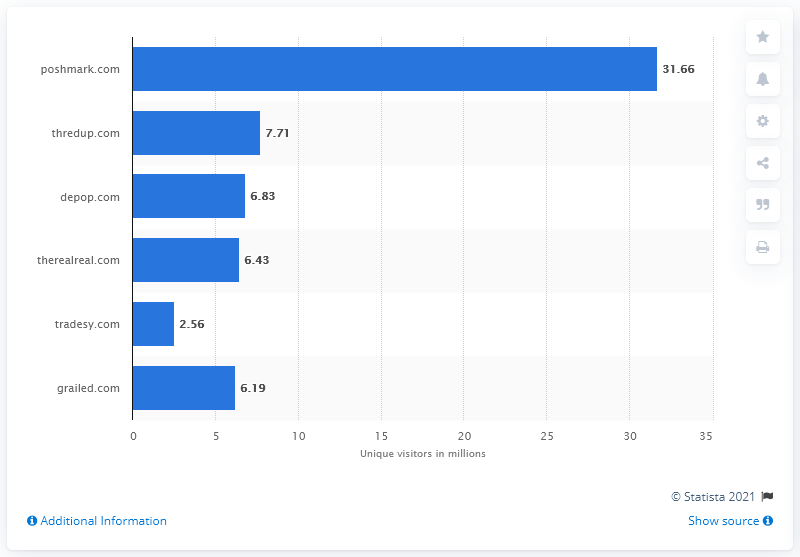 poshmark.com 31.66
thredup.com 7.71
depop.com 6.83
therealreal.com 6.43
tradesy.com 2.56
grailed.com 6.19
0 5 10 15 20 25 30 35
Unique visitors in millions
© Statista 2021
Additional Information Show source